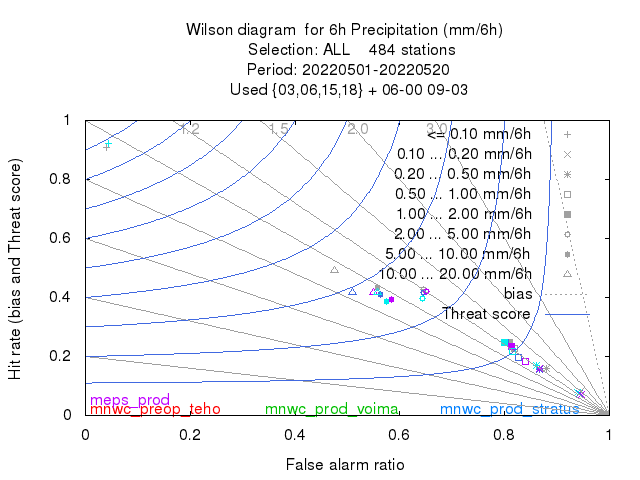 Wilson diagram for 6h Precipitation (mm/6h)
Selection: ALL 484 stations
Period: 20220501-20220520
Used {03,06,15,18} + 06-00 09-03
1.2 1.5 2.0 3.0
<= 0.10 mm/6h
0.10 ... 0.20 mm/6h
0.20 ... 0.50 mm/6h
0.50 ... 1.00 mm/6h
1.00 ... 2.00 mm/6h
2.00 ... 5.00 mm/6h
5.00 ... 10.00 mm/6h
10.00 ... 20.00 mm/6h
bias
Threat score
1
0.8
0.6
0.4
0.2
0
Hit rate (bias and Threat score)
meps_prod
mnwc_preop_teho mnwc_prod_voima mnwc_prod_stratus
0 0.2 0.4 0.6 0.8 1
False alarm ratio